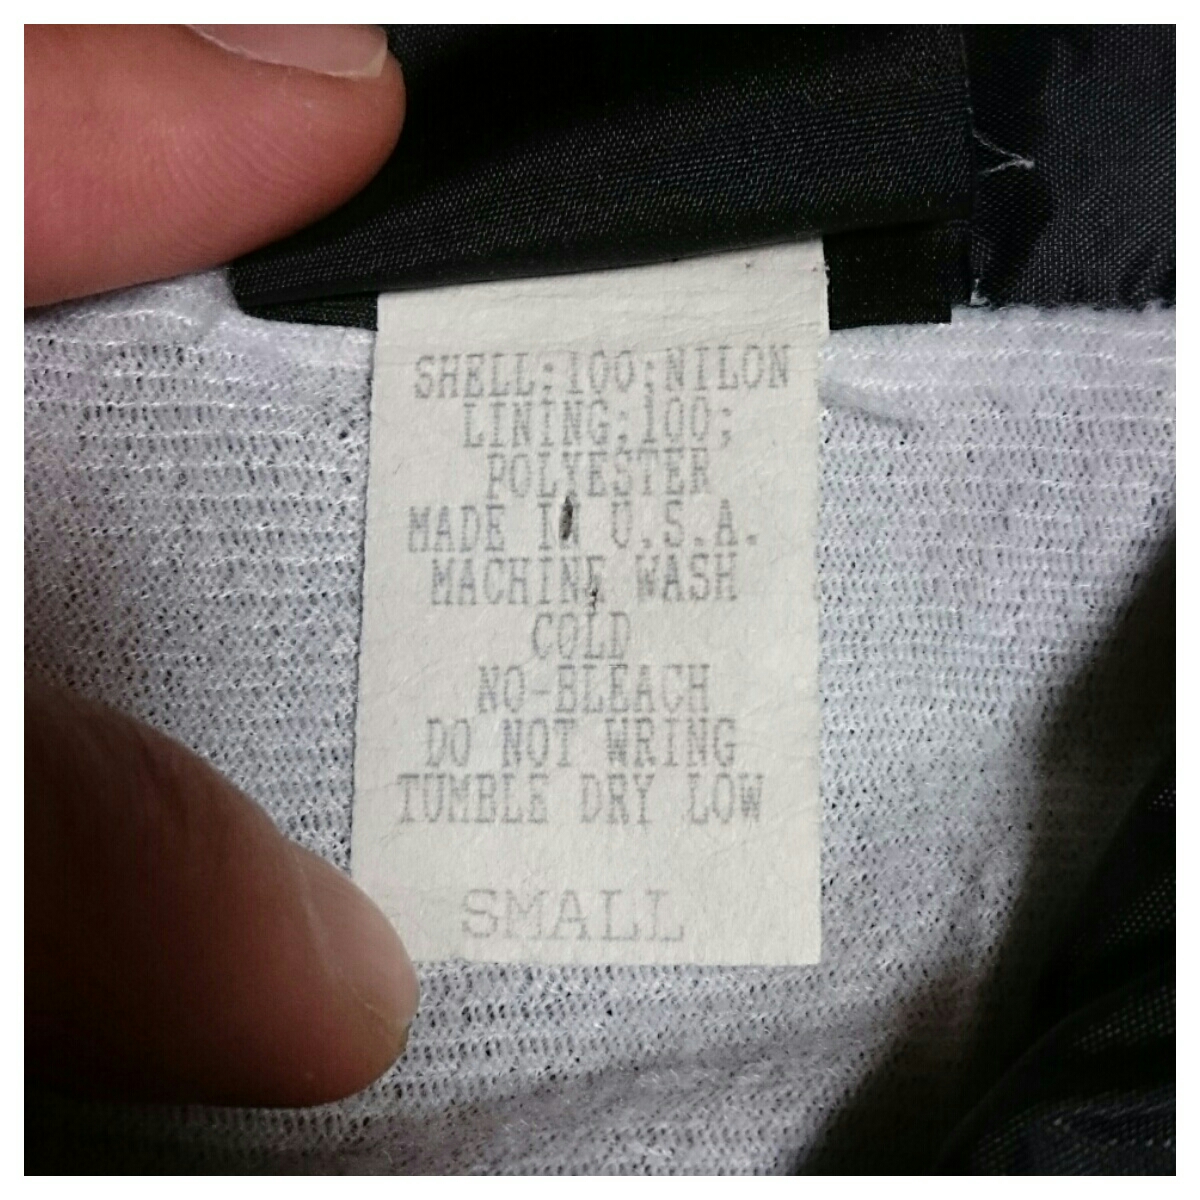 SHELL:100;NILON
LINING:100;
POLYESTER
MADE IN U.S.A.
MACHINE WASH
COLD
NO-BLEACH
DO NOT WRING
TUMBLE DRY LOW
SMALL